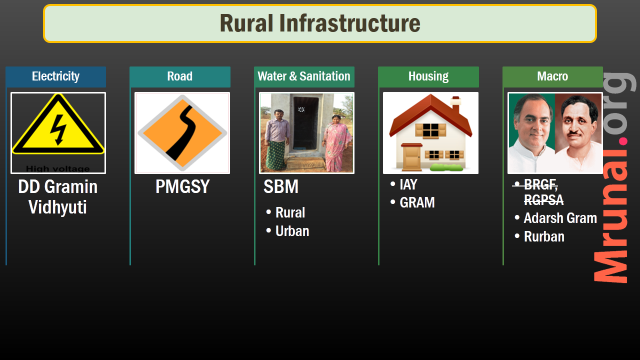 Rural Infrastructure
Electricity
High voltage
DD Gramin
Vidhyuti
Road
PMGSY
Water & Sanitation
SBM
• Rural
• Urban
Housing
• IAY
• GRAM
Macro
• BRGF,
RGPSA
• Adarsh Gram
• Rurban
Mrunal.org